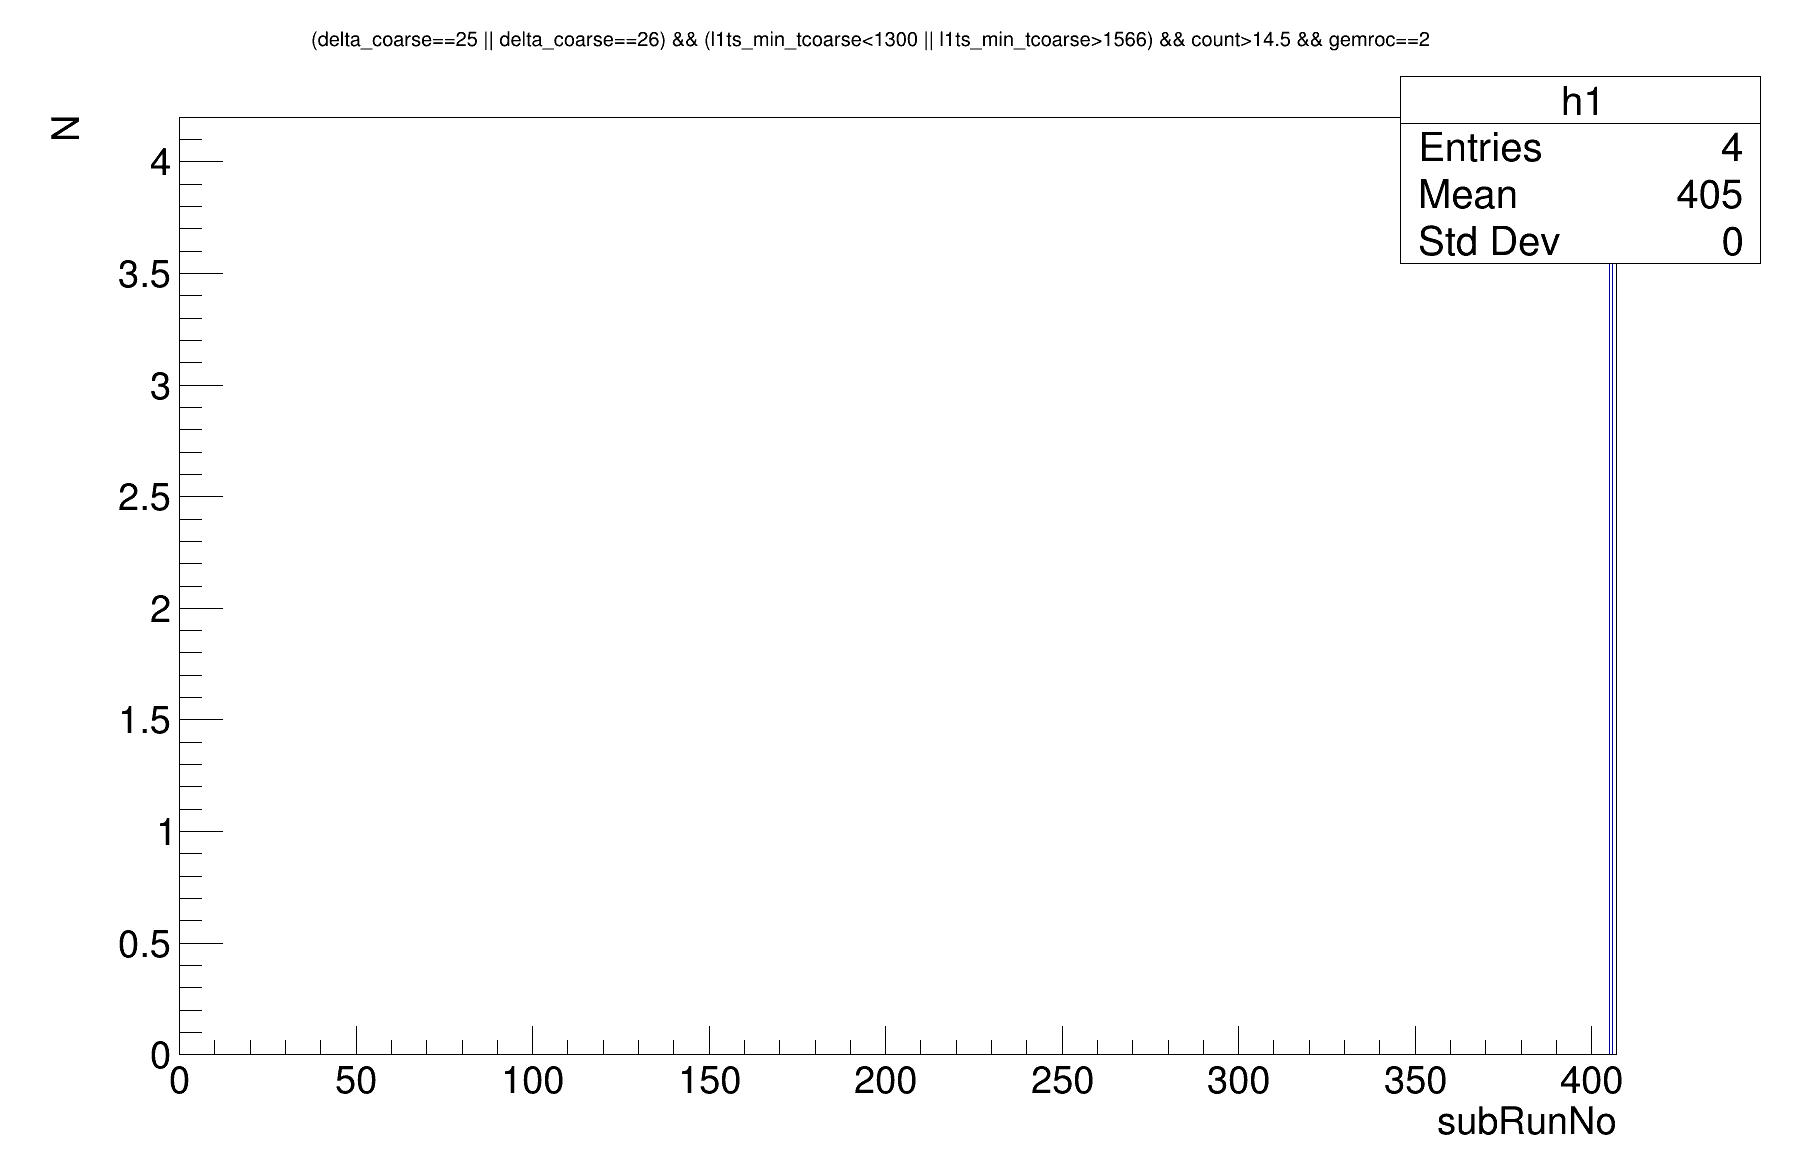 (delta_coarse==25 || delta_coarse==26) && (l1ts_min_tcoarse<1300 || l1ts_min_tcoarse>1566) && count>14.5 && gemroc==2
h1
Entries 4
Mean 405
Std Dev 0
N
4
3.5
3
2.5
2
1.5
1
0.5
0
0 50 100 150 200 250 300 350 400
subRunNo